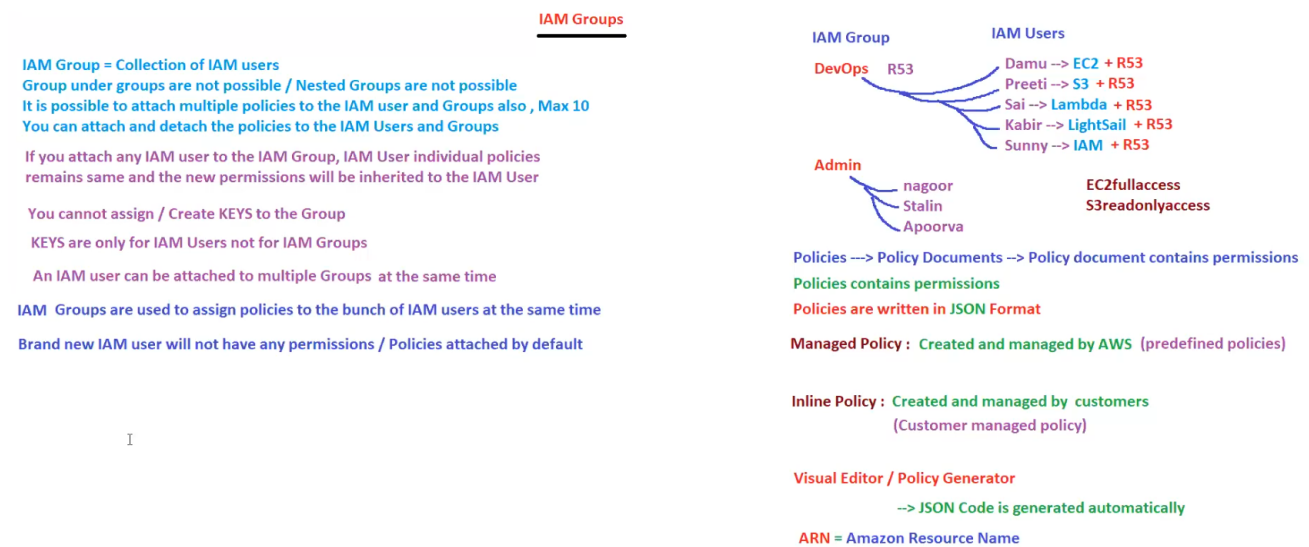 IAM Groups
IAM Group = Collection of IAM users
Group under groups are not possible / Nested Groups are not possible
It is possible to attach multiple policies to the IAM user and Groups also , Max 10
You can attach and detach the policies to the IAM Users and Groups
If you attach any IAM user to the IAM Group, IAM User individual policies
remains same and the new permissions will be inherited to the IAM User
You cannot assign / Create KEYS to the Group
KEYS are only for IAM Users not for IAM Groups
An IAM user can be attached to multiple Groups at the same time
IAM Groups are used to assign policies to the bunch of IAM users at the same time
Brand new IAM user will not have any permissions / Policies attached by default
IAM Group
IAM Users
DevOps R53
Damu --> EC2 + R53
Preeti --> S3 + R53
Sai --> Lambda + R53
Kabir --> LightSail + R53
Sunny --> IAM + R53
Admin
nagoor
Stalin
Apoorva
EC2fullaccess
S3readonlyaccess
Policies ---> Policy Documents --> Policy document contains permissions
Policies contains permissions
Policies are written in JSON Format
Managed Policy : Created and managed by AWS (predefined policies)
Inline Policy : Created and managed by customers
(Customer managed policy)
Visual Editor / Policy Generator
--> JSON Code is generated automatically
ARN = Amazon Resource Name